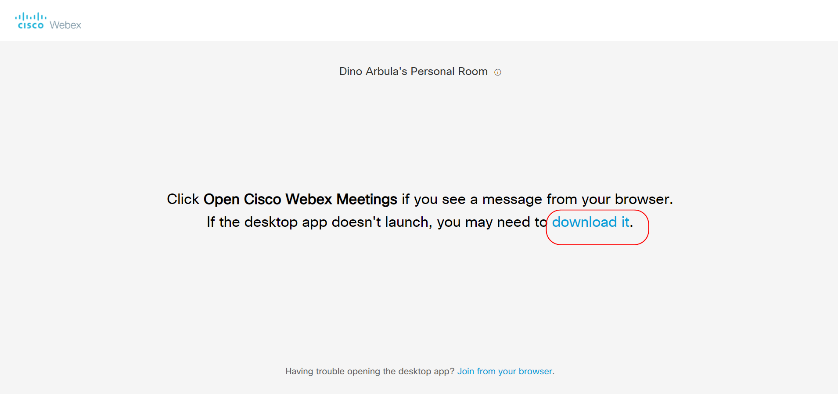 CISCO Webex
Dino Arbula's Personal Room
Click Open Cisco Webex Meetings if you see a message from your browser.
If the desktop app doesn't launch, you may need to download it.
Having trouble opening the desktop app? Join from your browser.